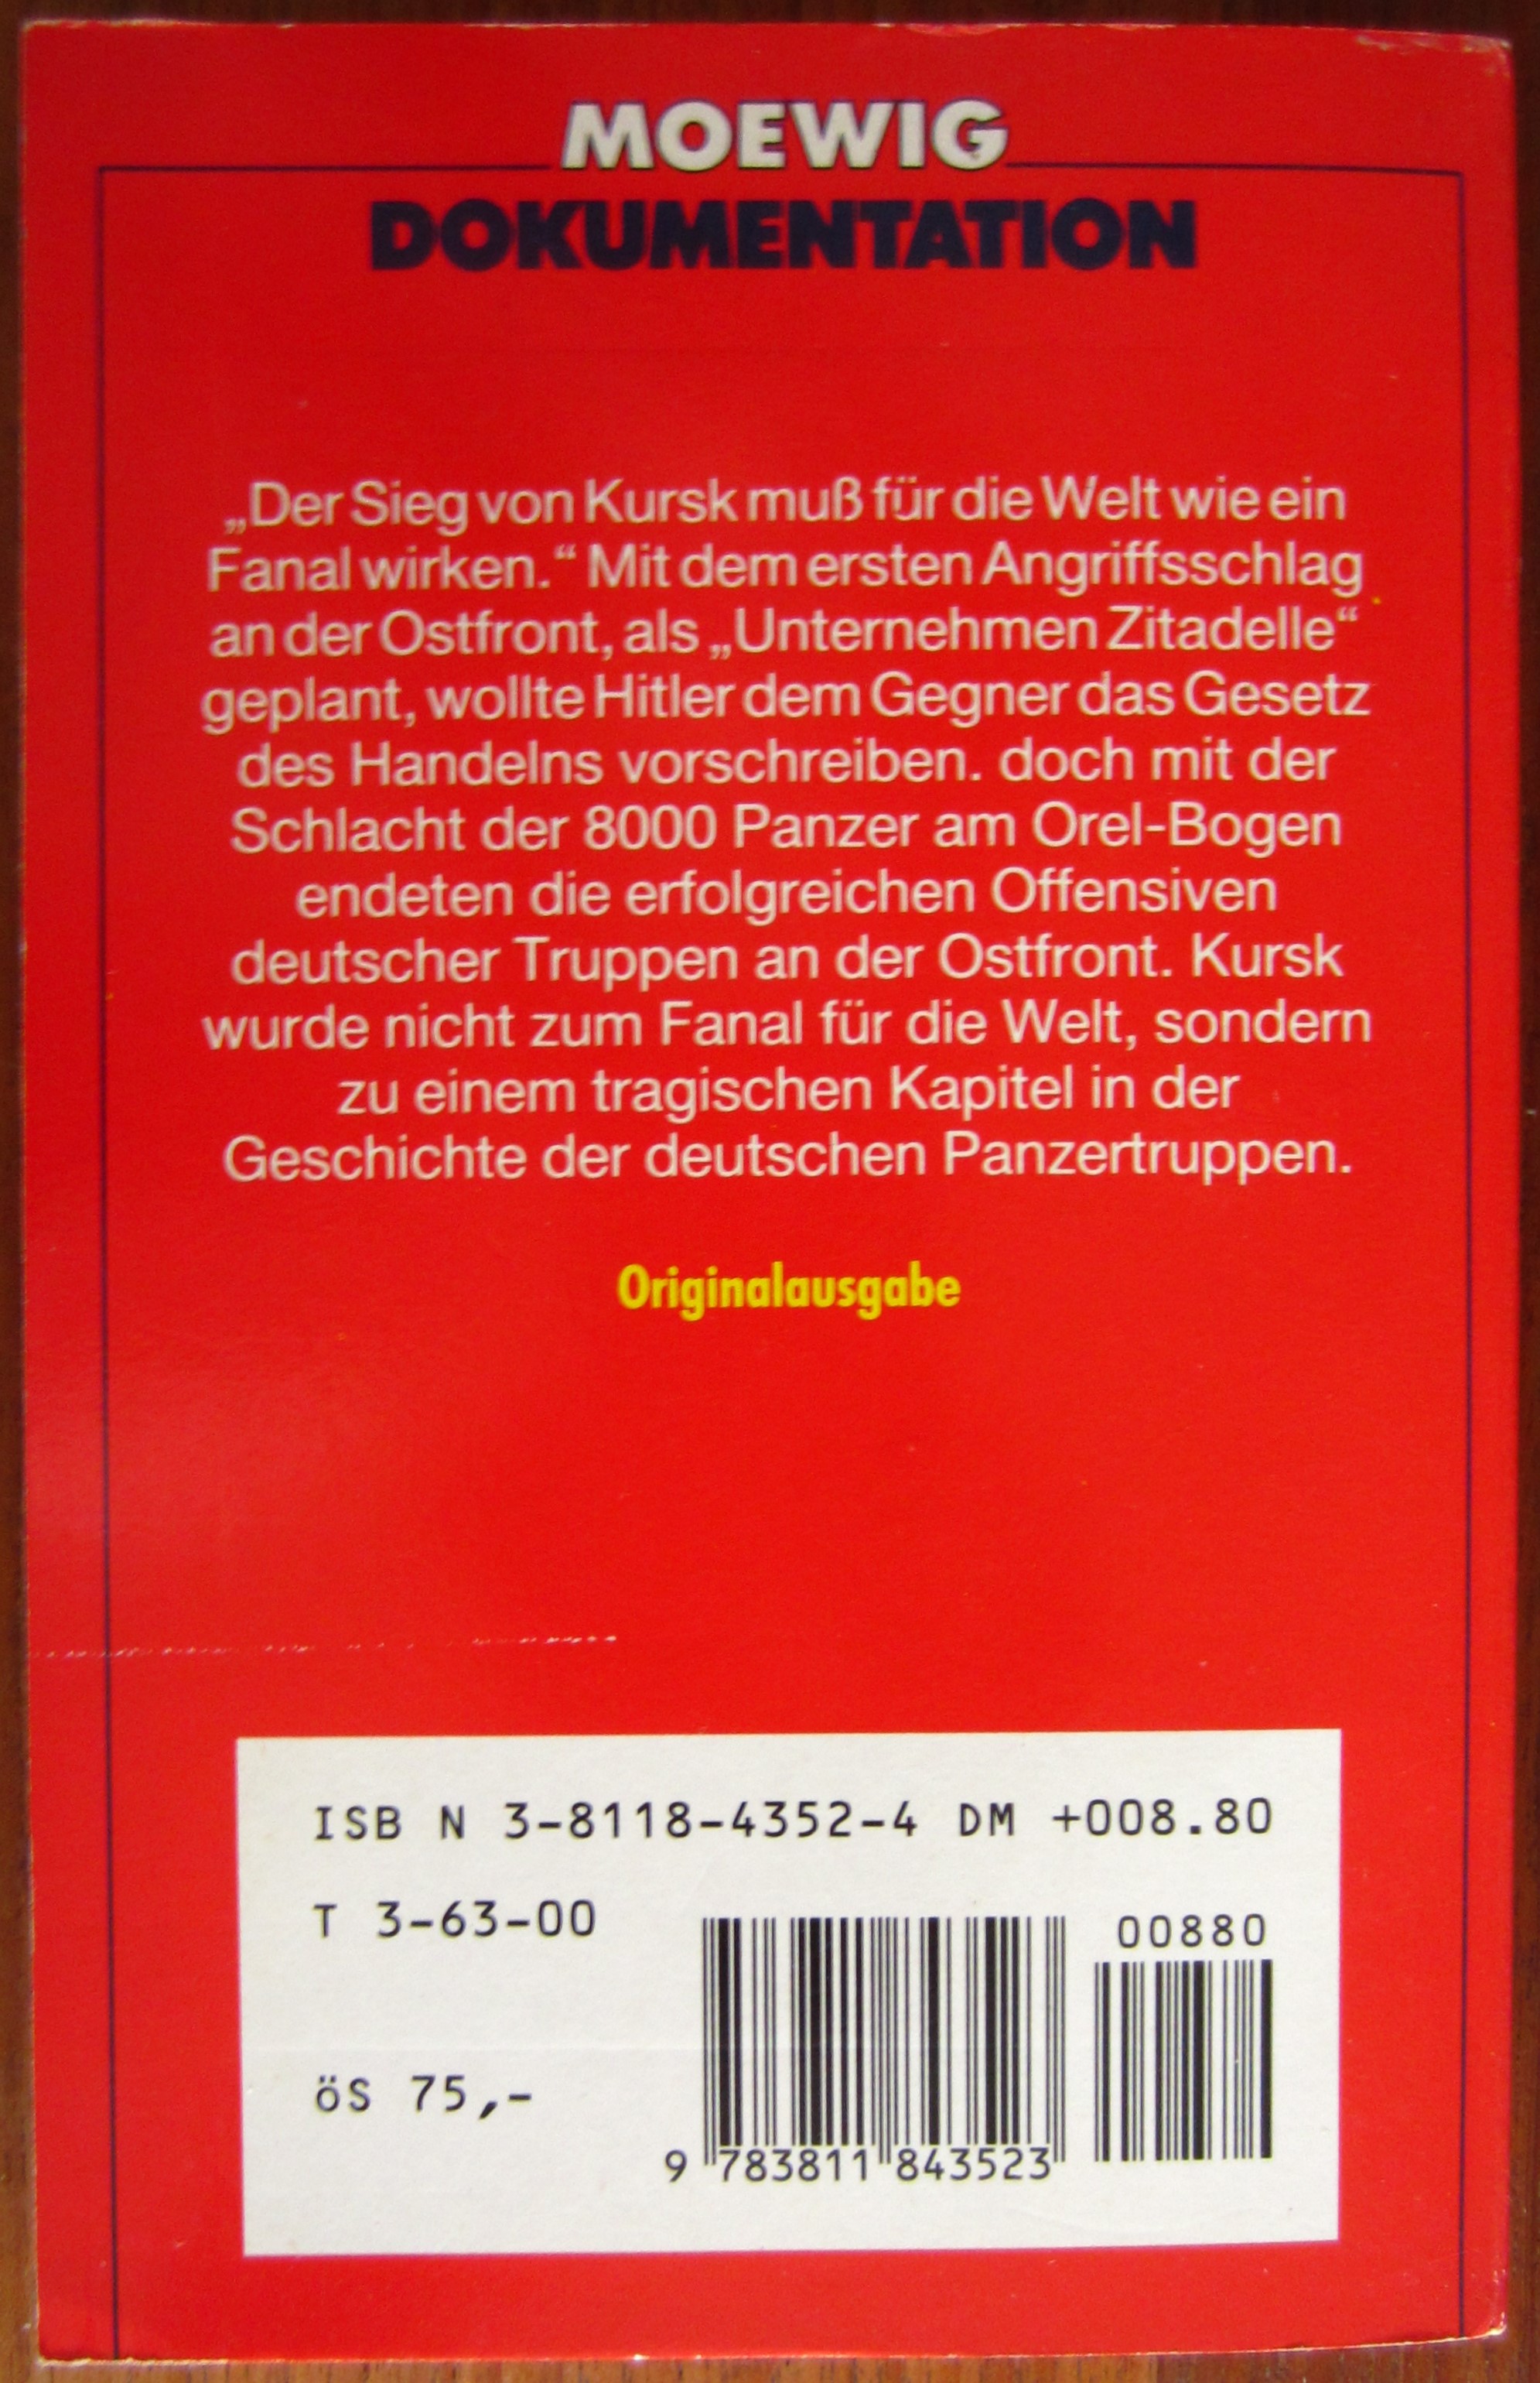 MOEWIG
DOKUMENTATION
„Der Sieg von Kursk muß für die Welt wie ein
Fanal wirken.“ Mit dem ersten Angriffsschlag
an der Ostfront, als „Unternehmen Zitadelle“
geplant, wollte Hitler dem Gegner das Gesetz
des Handelns vorschreiben. doch mit der
Schlacht der 8000 Panzer am Orel-Bogen
endeten die erfolgreichen Offensiven
deutscher Truppen an der Ostfront. Kursk
wurde nicht zum Fanal für die Welt, sondern
zu einem tragischen Kapitel in der
Geschichte der deutschen Panzertruppen.
Originalausgabe
ISB N 3-8118-4352-4 DM +008.80
T 3-63-00
00880
öS 75,-
9 783811 843523